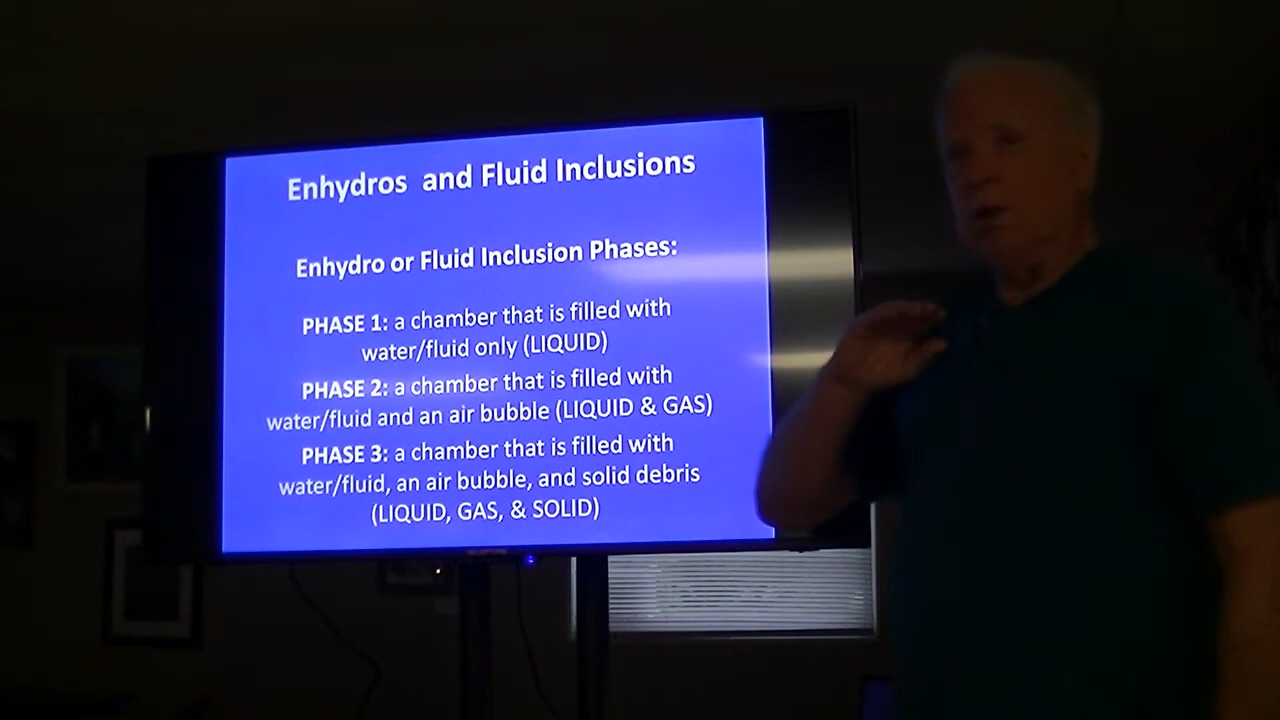 Enhydros and Fluid Inclusions
Enhydro or Fluid Inclusion Phases:
PHASE 1: a chamber that is filled with
water/fluid only (LIQUID)
PHASE 2: a chamber that is filled with
water/fluid and an air bubble (LIQUID & GAS)
PHASE 3: a chamber that is filled with
water/fluid, an air bubble, and solid debris
(LIQUID, GAS, & SOLID)